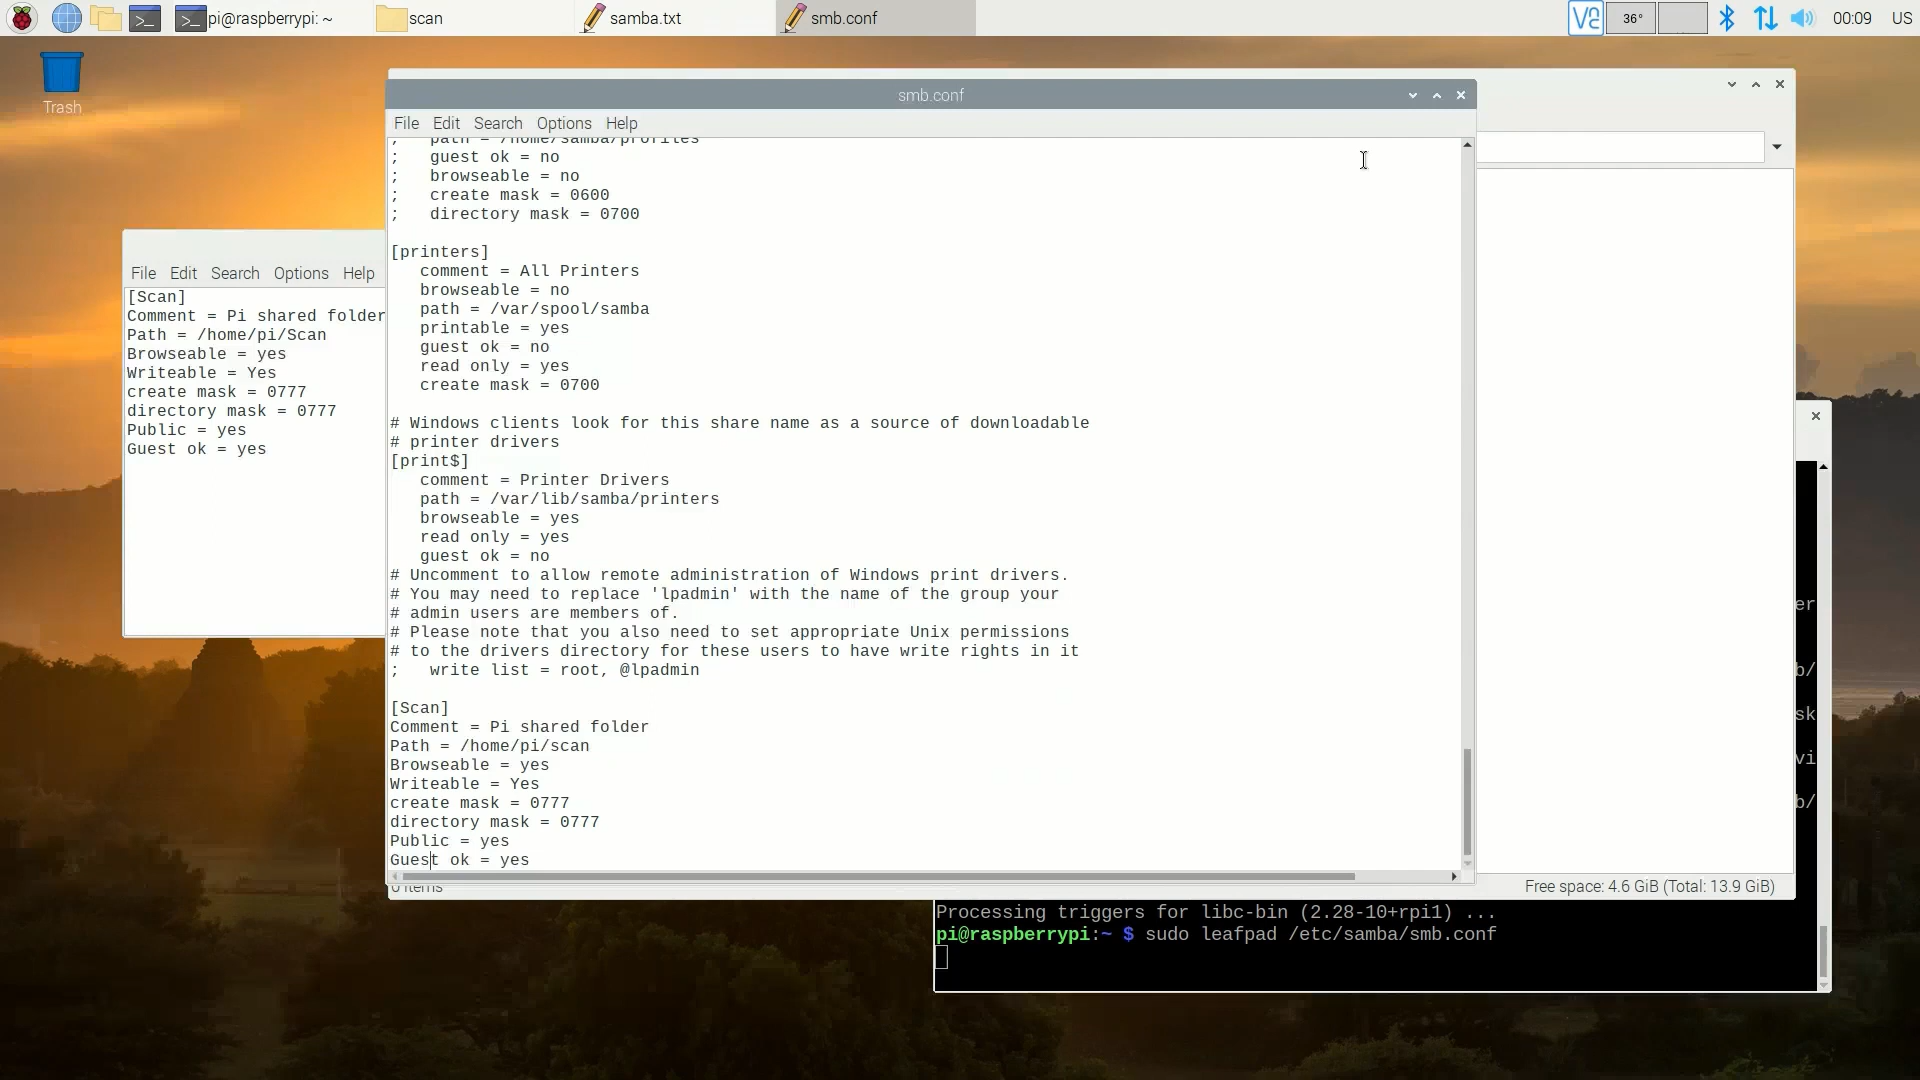 pi@raspberrypi: ~
scan
samba.txt
smb.conf
36°
00:09
US
Trash
smb.conf
File Edit Search Options Help
; path = /home/samba/profiles
; guest ok = no
; browseable = no
; create mask = 0600
; directory mask = 0700
[printers]
comment = All Printers
browseable = no
path = /var/spool/samba
printable = yes
guest ok = no
read only = yes
create mask = 0700
# Windows clients look for this share name as a source of downloadable
# printer drivers
[print$]
comment = Printer Drivers
path = /var/lib/samba/printers
browseable = yes
read only = yes
guest ok = no
# Uncomment to allow remote administration of Windows print drivers.
# You may need to replace 'lpadmin' with the name of the group your
# admin users are members of.
# Please note that you also need to set appropriate Unix permissions
# to the drivers directory for these users to have write rights in it
; write list = root, @lpadmin
[Scan]
Comment = Pi shared folder
Path = /home/pi/scan
Browseable = yes
Writeable = Yes
create mask = 0777
directory mask = 0777
Public = yes
Guest ok = yes
File Edit Search Options Help
[Scan]
Comment = Pi shared folder
Path = /home/pi/Scan
Browseable = yes
Writeable = Yes
create mask = 0777
directory mask = 0777
Public = yes
Guest ok = yes
0 items
Free space: 4.6 GiB (Total: 13.9 GiB)
er
b/
sk
vi
b/
Processing triggers for libc-bin (2.28-10+rpi1) ...
pi@raspberrypi:~ $ sudo leafpad /etc/samba/smb.conf